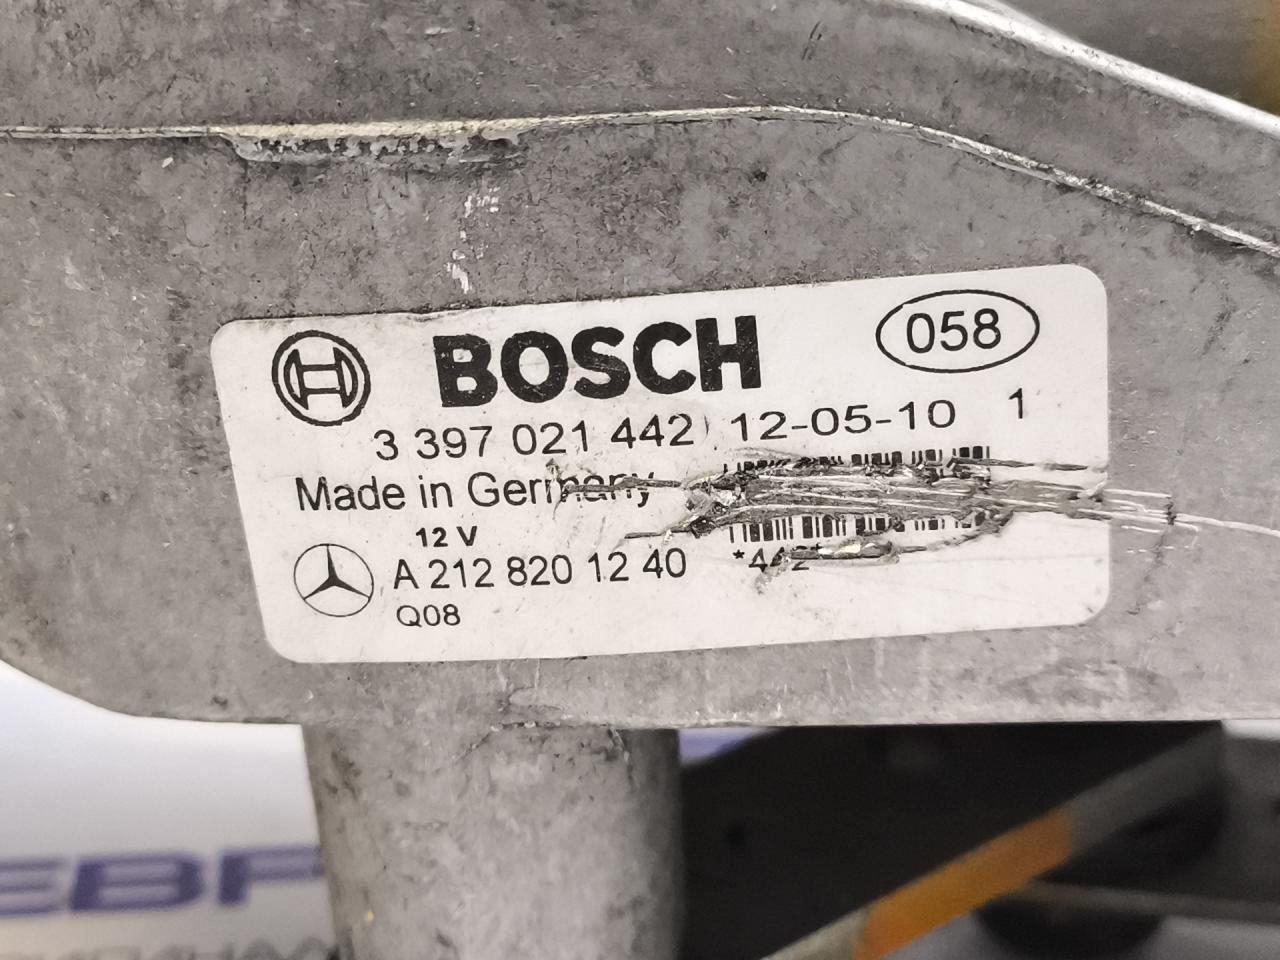 BOSCH 058
3 397 021 442 12-05-10 1
Made in Germany
12 V
A 212 820 12 40 *442
Q08